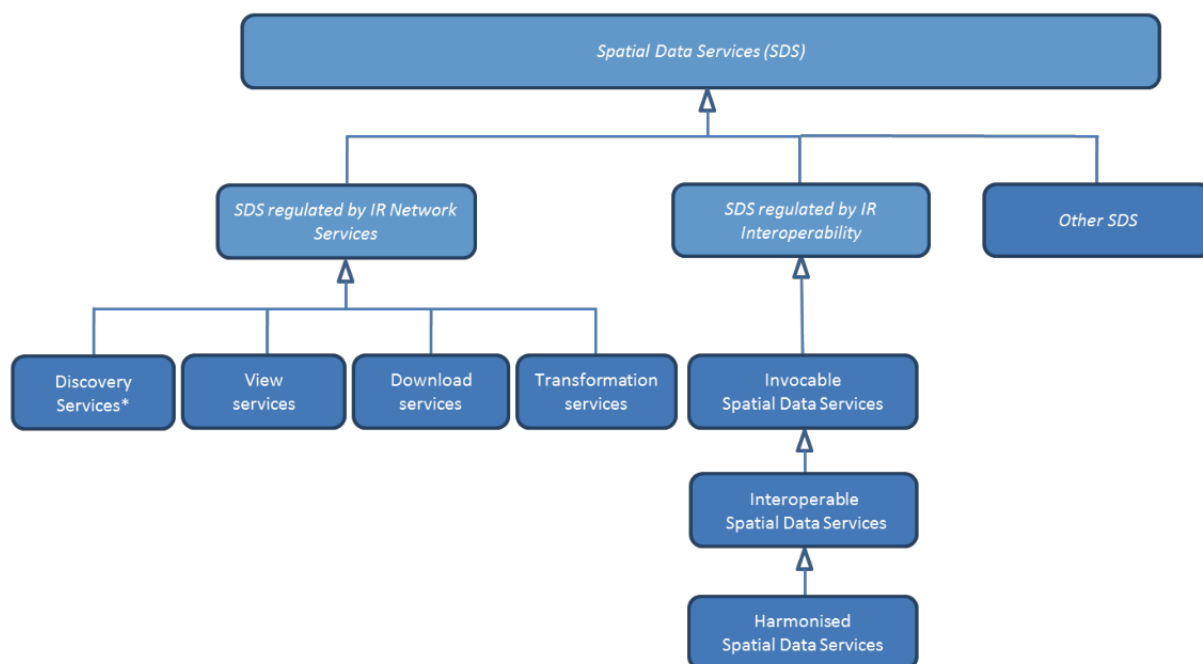 Spatial Data Services (SDS)
SDS regulated by IR Network
Services
SDS regulated by IR
Interoperability
Other SDS
Discovery
Services*
View
services
Download
services
Transformation
services
Invocable
Spatial Data Services
Interoperable
Spatial Data Services
Harmonised
Spatial Data Services